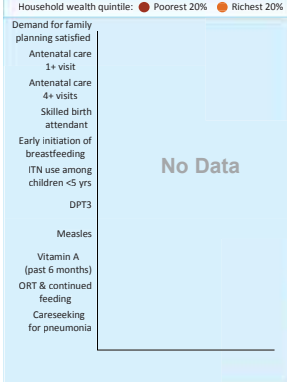 Household wealth quintile: Poorest 20% Richest 20%
Demand for family
planning satisfied
Antenatal care
1+ visit
Antenatal care
4+ visits
Skilled birth
attendant
Early initiation of
breastfeeding
ITN use among
children <5 yrs
DPT3
Measles
Vitamin A
(past 6 months)
ORT & continued
feeding
Careseeking
for pneumonia
No Data